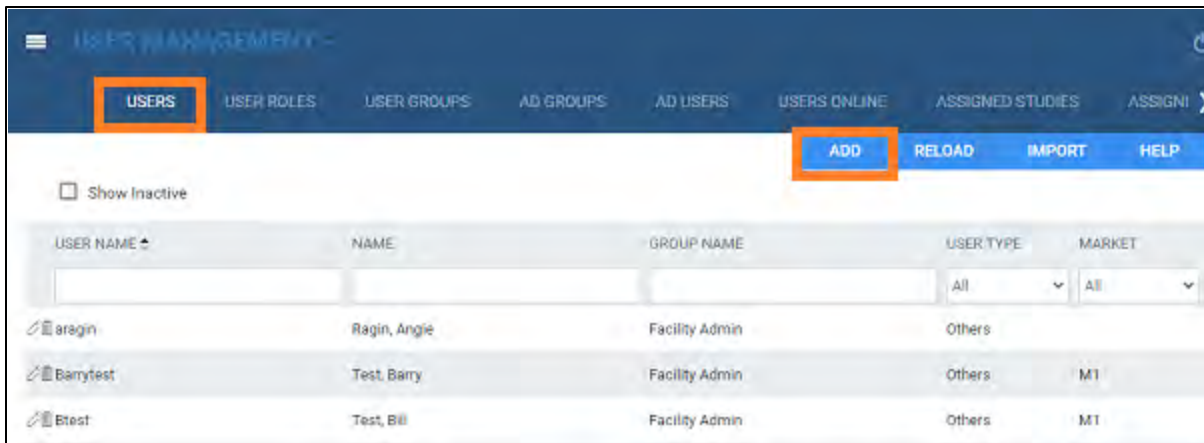 USER MANAGEMENT –
USERS USER ROLES USER GROUPS AD GROUPS AD USERS USERS ONLINE ASSIGNED STUDIES ASSIGNI
ADD RELOAD IMPORT HELP
Show Inactive
USER NAME NAME GROUP NAME USER TYPE MARKET
All All
aragin Ragin, Angie Facility Admin Others
Barrytest Test, Barry Facility Admin Others M1
Btest Test, Bill Facility Admin Others M1